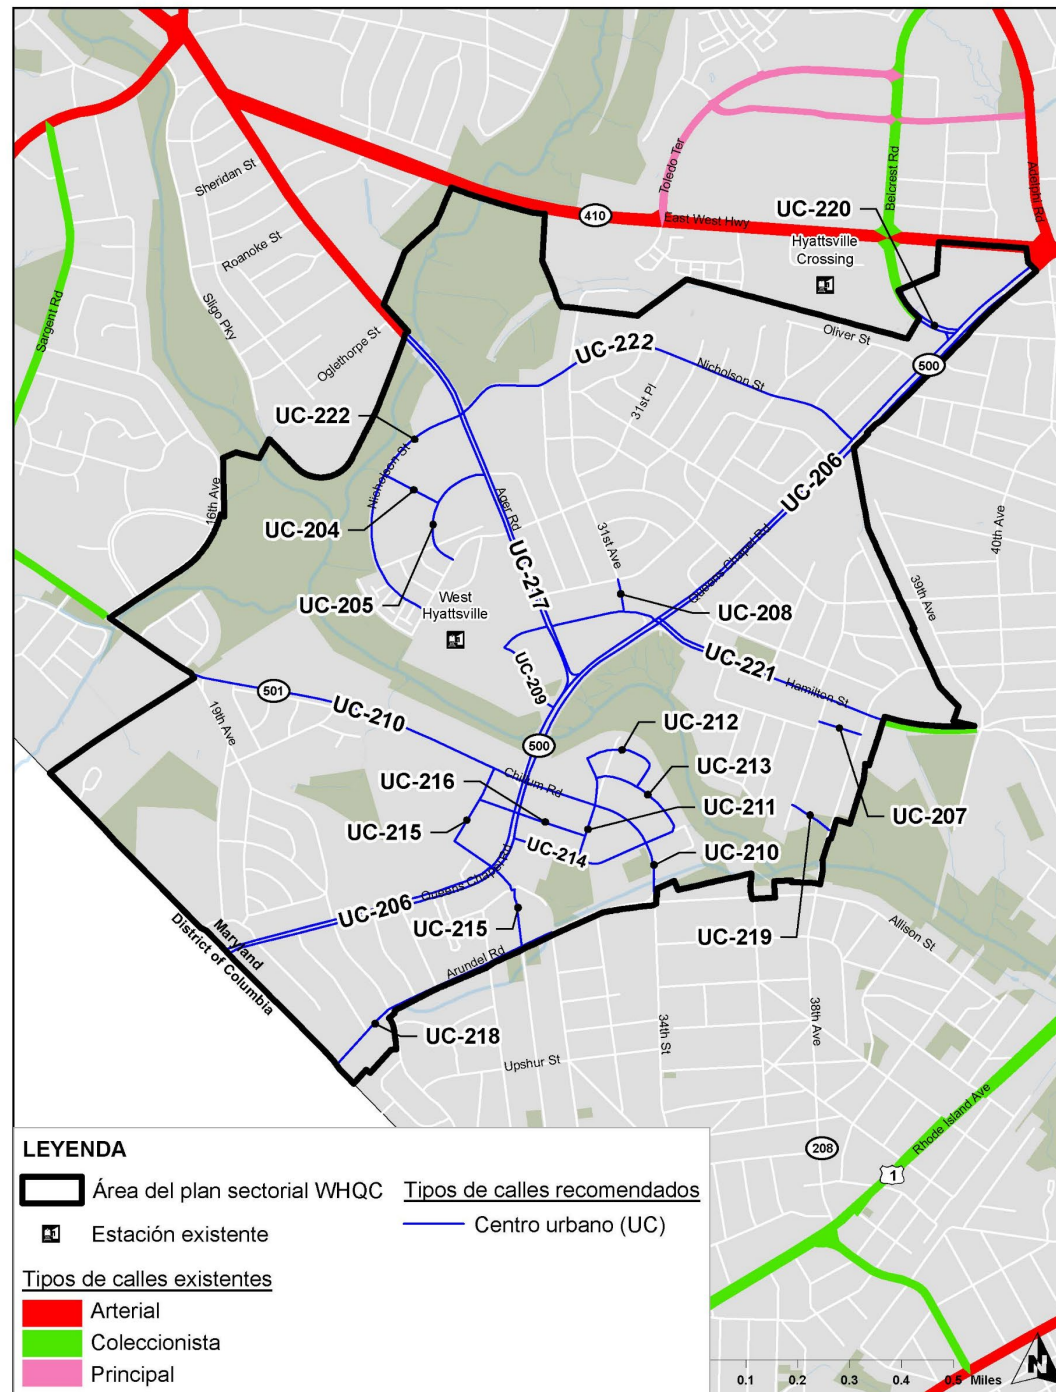 Sheridan St
Roanoke St
Sligo Pky
Oglethorpe St
Sargent Rd
16th Ave
410
East West Hwy
Toledo Ter
Belcrest Rd
Adelphi Rd
UC-220
Hyattsville
Crossing
Oliver St
500
UC-222
Nicholson St
31st Pl
UC-222
Nicholson St
UC-204
UC-205
Ager Rd
UC-217
31st Ave
UC-206
Queens Chapel Rd
40th Ave
39th Ave
West
Hyattsville
UC-208
UC-209
UC-221
Hamilton St
501
UC-210
19th Ave
500
UC-212
UC-213
UC-216
Chillum Rd
UC-211
UC-207
UC-215
UC-214
UC-210
Queens Chapel Rd
UC-206
UC-215
UC-219
Allison St
Maryland
District of Columbia
Arundel Rd
UC-218
Upshur St
34th St
38th Ave
208
Rhode Island Ave
1
LEYENDA
Área del plan sectorial WHQC
Estación existente
Tipos de calles existentes
Arterial
Coleccionista
Principal
Tipos de calles recomendados
Centro urbano (UC)
0.1 0.2 0.3 0.4 0.5 Miles
N